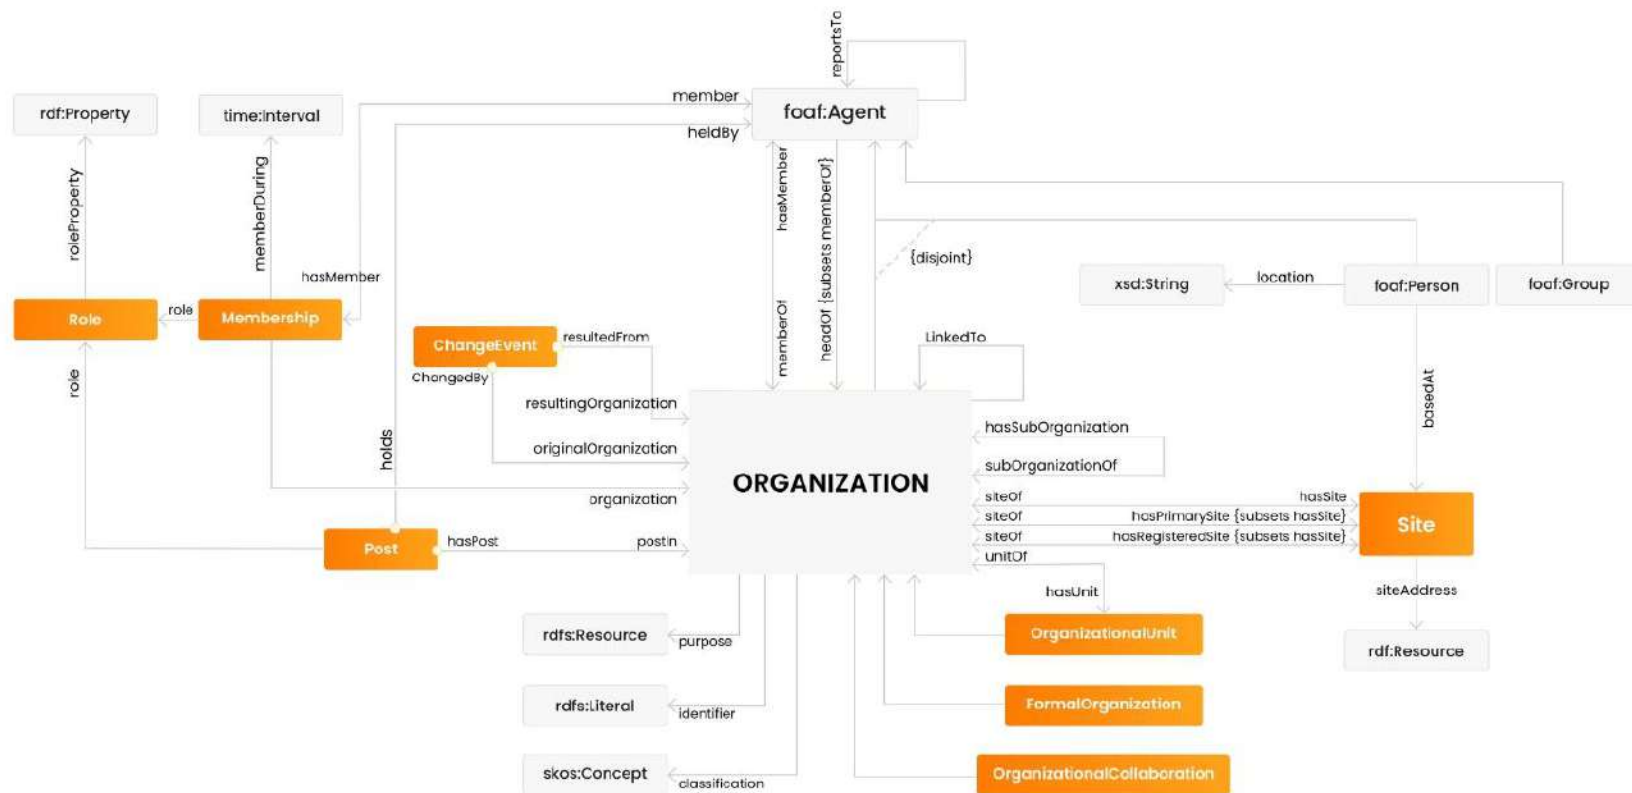 reportsTo
member
foaf:Agent
heldBy
rdf:Property
time:Interval
roleProperty
memberDuring
hasMember
headOf {subsets memberOf}
{disjoint}
hasMember
memberOf
xsd:String
location
foaf:Person
foaf:Group
Role
role
Membership
ChangeEvent
resultedFrom
ChangedBy
LinkedTo
role
holds
basedAt
resultingOrganization
originalOrganization
organization
ORGANIZATION
hasSubOrganization
subOrganizationOf
siteOf
hasSite
siteOf
hasPrimarySite {subsets hasSite}
siteOf
hasRegisteredSite {subsets hasSite}
unitOf
Site
Post
hasPost
postIn
hasUnit
siteAddress
rdfs:Resource
purpose
OrganizationalUnit
rdf:Resource
rdfs:Literal
identifier
FormalOrganization
skos:Concept
classification
OrganizationalCollaboration